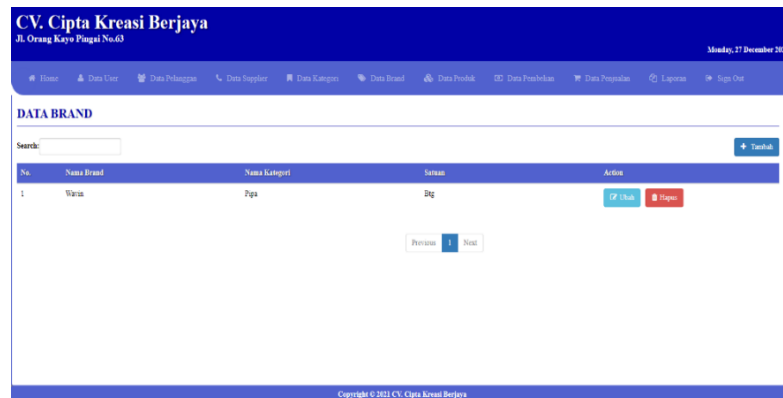 CV. Cipta Kreasi Berjaya
Jl. Orang Kayo Pingai No.63
Monday, 27 December 20
Home Data User Data Pelanggan Data Supplier Data Kategori Data Brand Data Produk Data Pembelian Data Penjualan Laporan Sign Out
DATA BRAND
Search:
Tambah
No. Nama Brand Nama Kategori Satuan Action
1 Wavin Pipa Btg Ubah Hapus
Previous 1 Next
Copyright © 2021 CV. Cipta Kreasi Berjaya